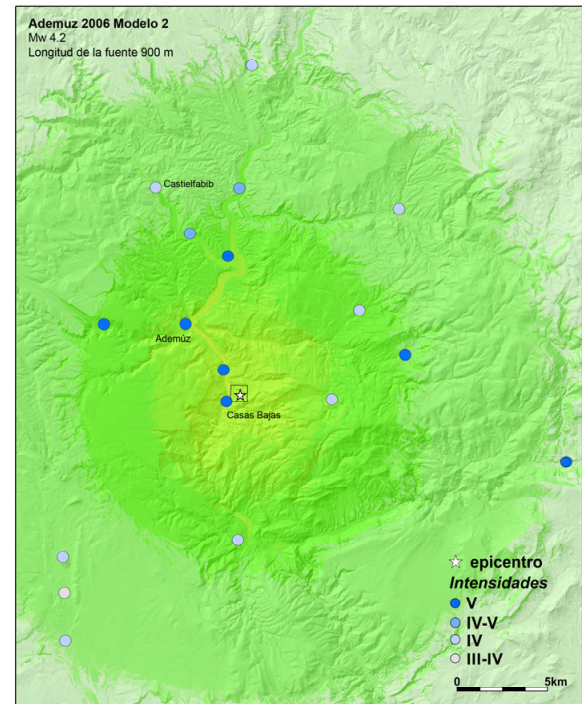 Ademuz 2006 Modelo 2
Mw 4.2
Longitud de la fuente 900 m
Castielfabib
Ademúz
Casas Bajas
epicentro
Intensidades
V
IV-V
IV
III-IV
0 5km